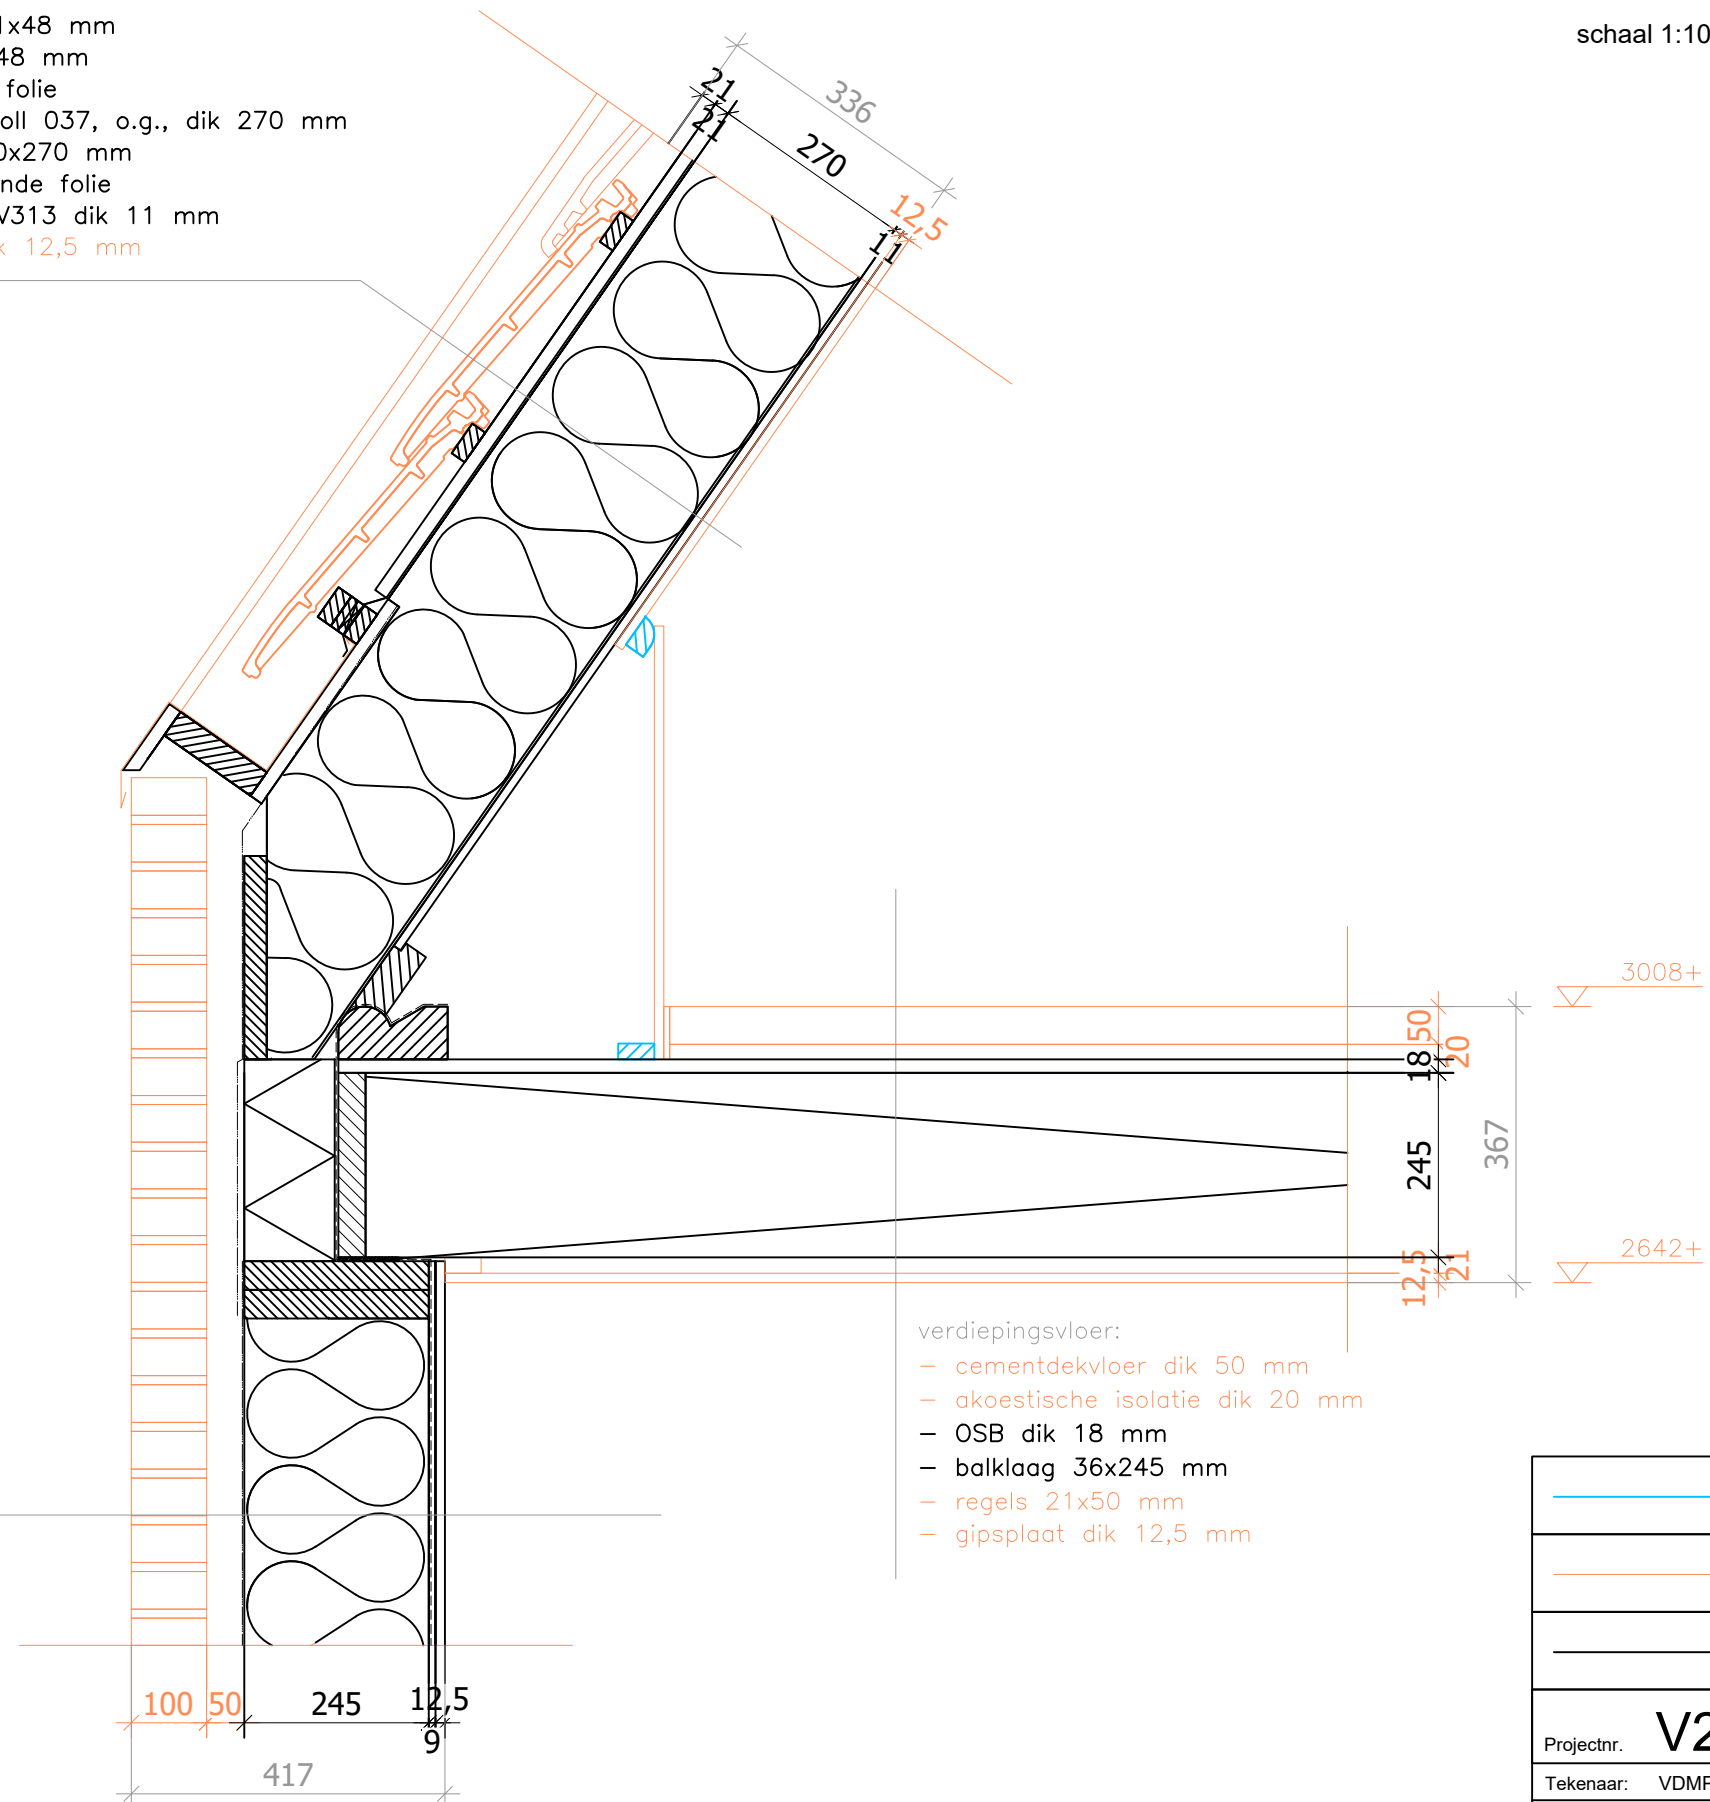 1x48 mm
48 mm
folie
oll 037, o.g., dik 270 mm
0x270 mm
nde folie
V313 dik 11 mm
k 12,5 mm
schaal 1:10
21
21
336
270
12,5
11
3008+
50
20
18
245
367
2642+
12,5
21
verdiepingsvloer:
- cementdekvloer dik 50 mm
- akoestische isolatie dik 20 mm
- OSB dik 18 mm
- balklaag 36x245 mm
- regels 21x50 mm
- gipsplaat dik 12,5 mm
100
50
245
12,5
9
417
Projectnr. V2
Tekenaar: VDMP